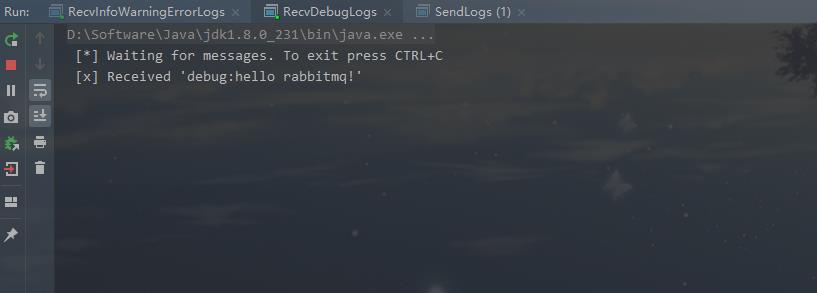 Run: RecvInfoWarningErrorLogs × RecvDebugLogs × SendLogs (1) ×
D:\Software\Java\jdk1.8.0_231\bin\java.exe ...
[*] Waiting for messages. To exit press CTRL+C
[x] Received 'debug:hello rabbitmq!'